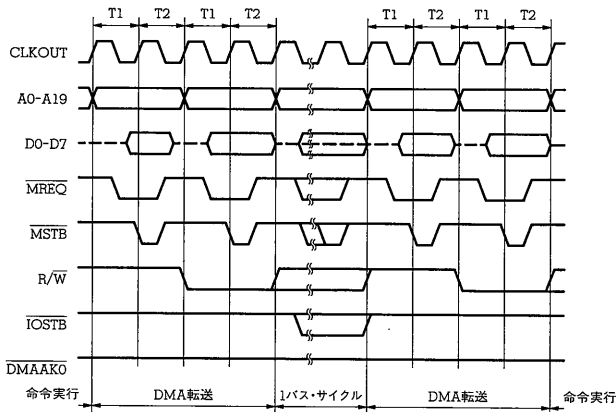 T1 T2 T1 T2 T1 T2 T1 T2
CLKOUT
A0-A19
D0-D7
MREQ
MSTB
R/W
IOSTB
DMAAK0
命令実行 DMA転送 1バス・サイクル DMA転送 命令実行